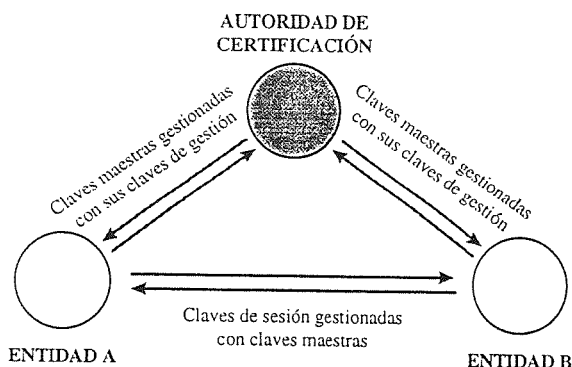 AUTORIDAD DE
CERTIFICACIÓN
Claves maestras gestionadas
con sus claves de gestión
Claves maestras gestionadas
con sus claves de gestión
Claves de sesión gestionadas
con claves maestras
ENTIDAD A
ENTIDAD B